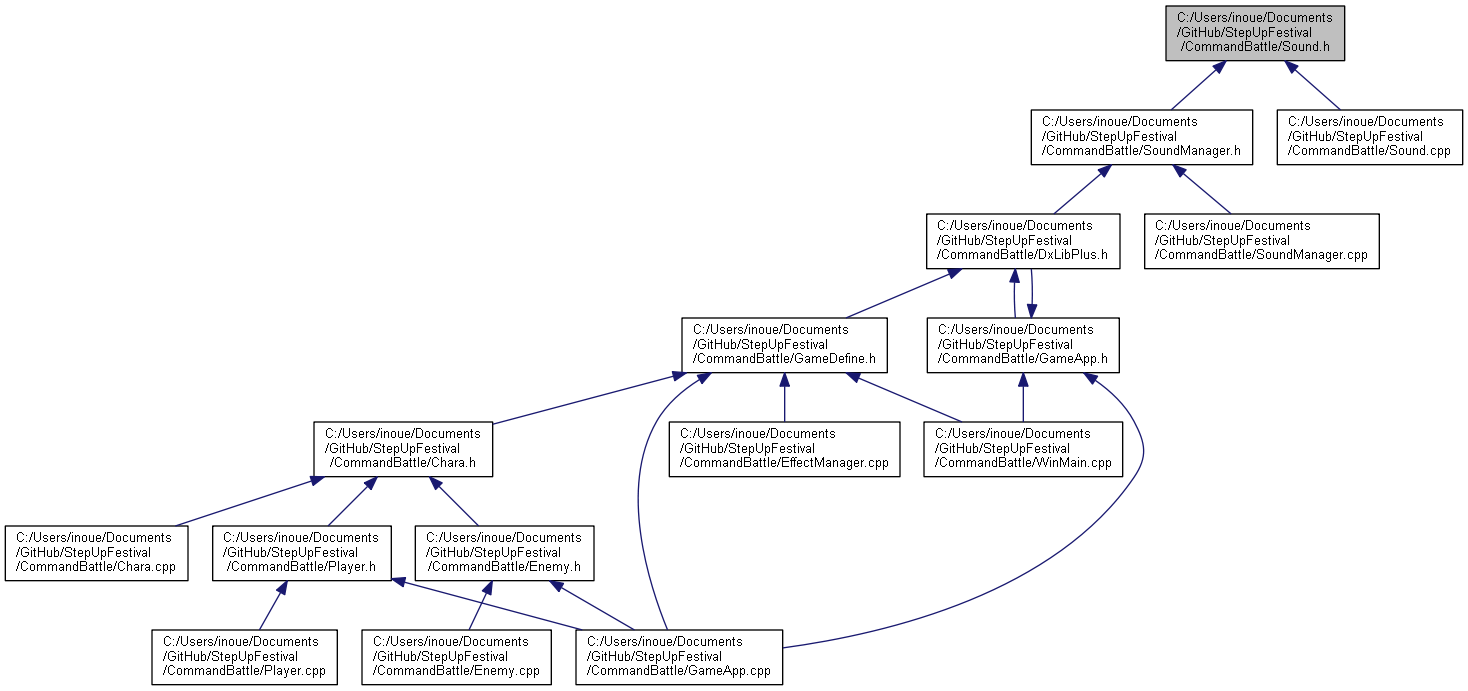 C:/Users/inoue/Documents
/GitHub/StepUpFestival
/CommandBattle/Sound.h
C:/Users/inoue/Documents
/GitHub/StepUpFestival
/CommandBattle/SoundManager.h
C:/Users/inoue/Documents
/GitHub/StepUpFestival
/CommandBattle/Sound.cpp
C:/Users/inoue/Documents
/GitHub/StepUpFestival
/CommandBattle/DxLibPlus.h
C:/Users/inoue/Documents
/GitHub/StepUpFestival
/CommandBattle/SoundManager.cpp
C:/Users/inoue/Documents
/GitHub/StepUpFestival
/CommandBattle/GameDefine.h
C:/Users/inoue/Documents
/GitHub/StepUpFestival
/CommandBattle/GameApp.h
C:/Users/inoue/Documents
/GitHub/StepUpFestival
/CommandBattle/Chara.h
C:/Users/inoue/Documents
/GitHub/StepUpFestival
/CommandBattle/EffectManager.cpp
C:/Users/inoue/Documents
/GitHub/StepUpFestival
/CommandBattle/WinMain.cpp
C:/Users/inoue/Documents
/GitHub/StepUpFestival
/CommandBattle/Chara.cpp
C:/Users/inoue/Documents
/GitHub/StepUpFestival
/CommandBattle/Player.h
C:/Users/inoue/Documents
/GitHub/StepUpFestival
/CommandBattle/Enemy.h
C:/Users/inoue/Documents
/GitHub/StepUpFestival
/CommandBattle/Player.cpp
C:/Users/inoue/Documents
/GitHub/StepUpFestival
/CommandBattle/Enemy.cpp
C:/Users/inoue/Documents
/GitHub/StepUpFestival
/CommandBattle/GameApp.cpp